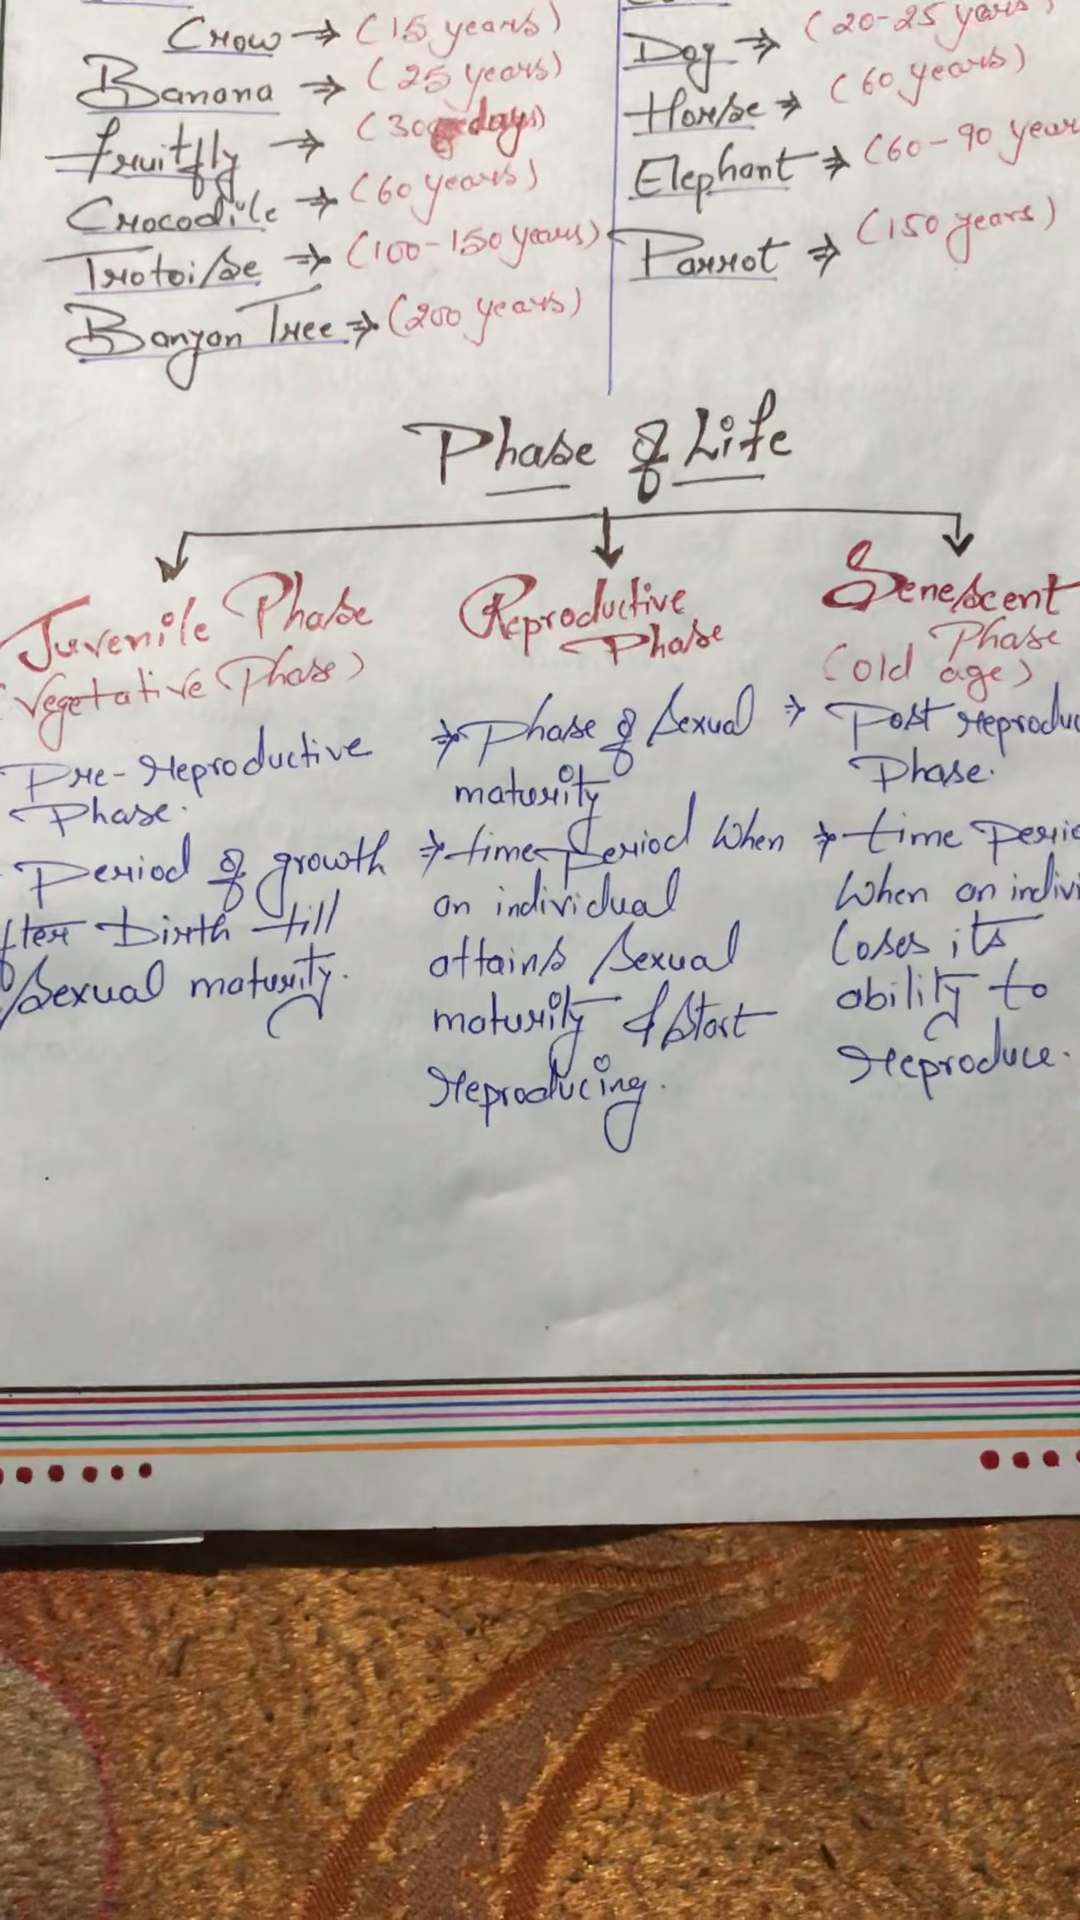 Crow → (15 years)
Banana → (25 years)
fruitfly → (30 days)
Crocodile → (60 years)
Trotoise → (100-150 years)
Banyan Tree ⇒ (200 years)
Dog ⇒ (20-25 years)
Horse ⇒ (60 years)
Elephant ⇒ (60-90 year
Parrot ⇒ (150 years)
Phase of Life
Juvenile Phase
(Vegetative Phase)
Pre-reproductive
Phase.
Period of growth
fter birth till
sexual maturity.
Reproductive
Phase
⇒ Phase of sexual
maturity
⇒ time period when
an individual
attains sexual
maturity & start
reproducing.
Senescent
Phase
(old age)
⇒ Post reproduc
Phase.
⇒ time perio
when an indivi
loses its
ability to
reproduce.